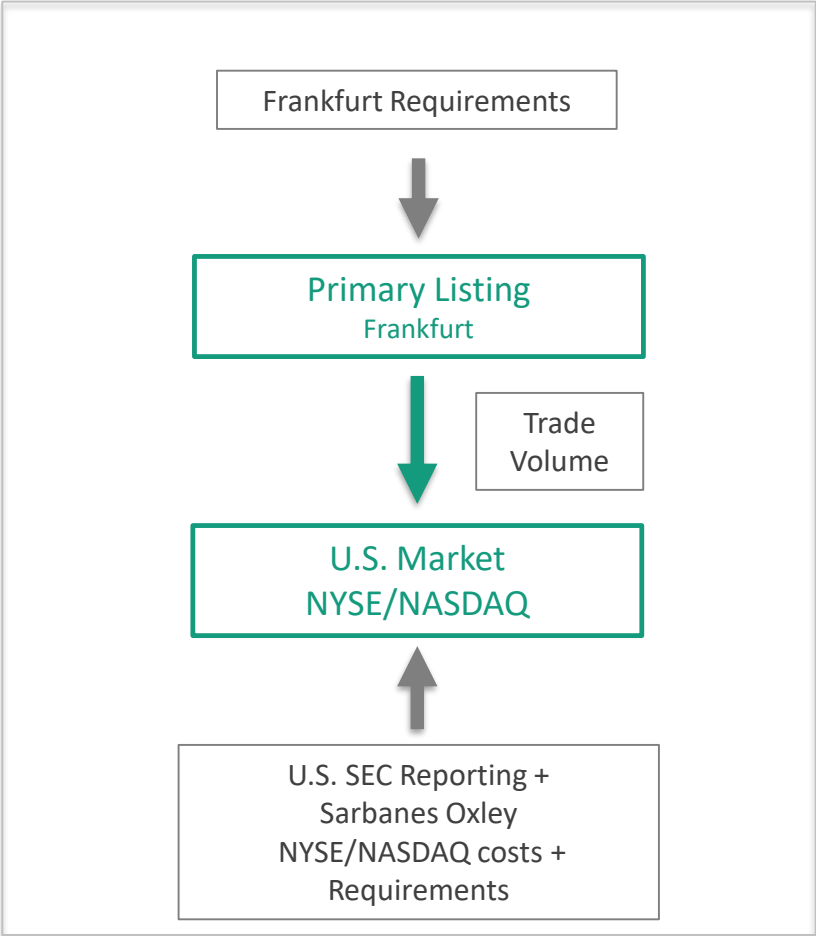 Frankfurt Requirements
Primary Listing
Frankfurt
Trade
Volume
U.S. Market
NYSE/NASDAQ
U.S. SEC Reporting +
Sarbanes Oxley
NYSE/NASDAQ costs +
Requirements